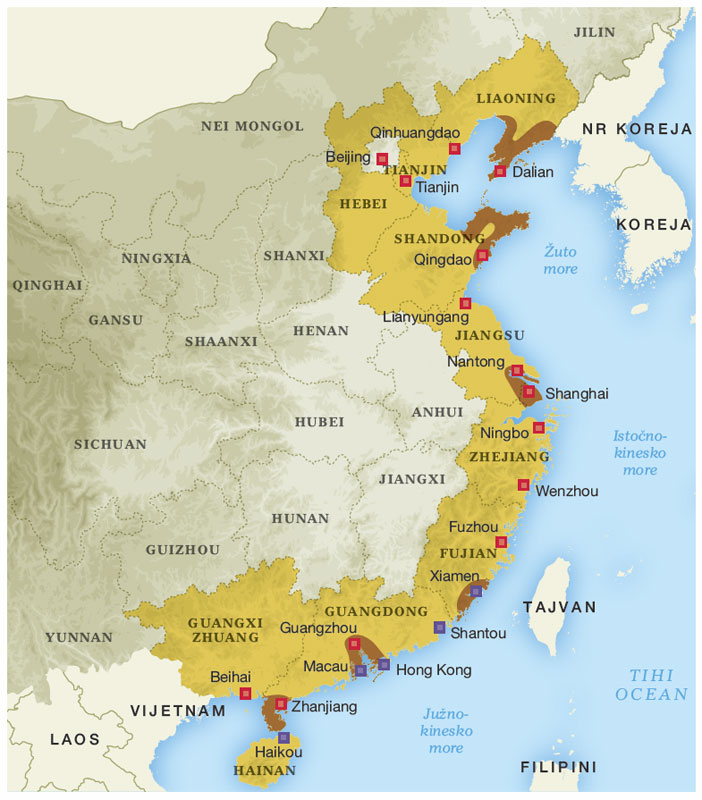 JILIN
LIAONING
NEI MONGOL
NR KOREJA
Qinhuangdao
Beijing
TIANJIN
Dalian
Tianjin
HEBEI
KOREJA
SHANDONG
SHANXI
NINGXIA
Žuto
more
Qingdao
QINGHAI
Lianyungang
GANSU
HENAN
JIANGSU
SHAANXI
Nantong
Shanghai
ANHUI
HUBEI
Ningbo
SICHUAN
Istočno-
kinesko
more
ZHEJIANG
JIANGXI
Wenzhou
HUNAN
Fuzhou
GUIZHOU
FUJIAN
Xiamen
TAJVAN
GUANGDONG
GUANGXI
ZHUANG
Guangzhou
Shantou
YUNNAN
Macau
Hong Kong
Beihai
TIHI
OCEAN
VIJETNAM
Zhanjiang
Južno-
kinesko
more
LAOS
Haikou
HAINAN
FILIPINI